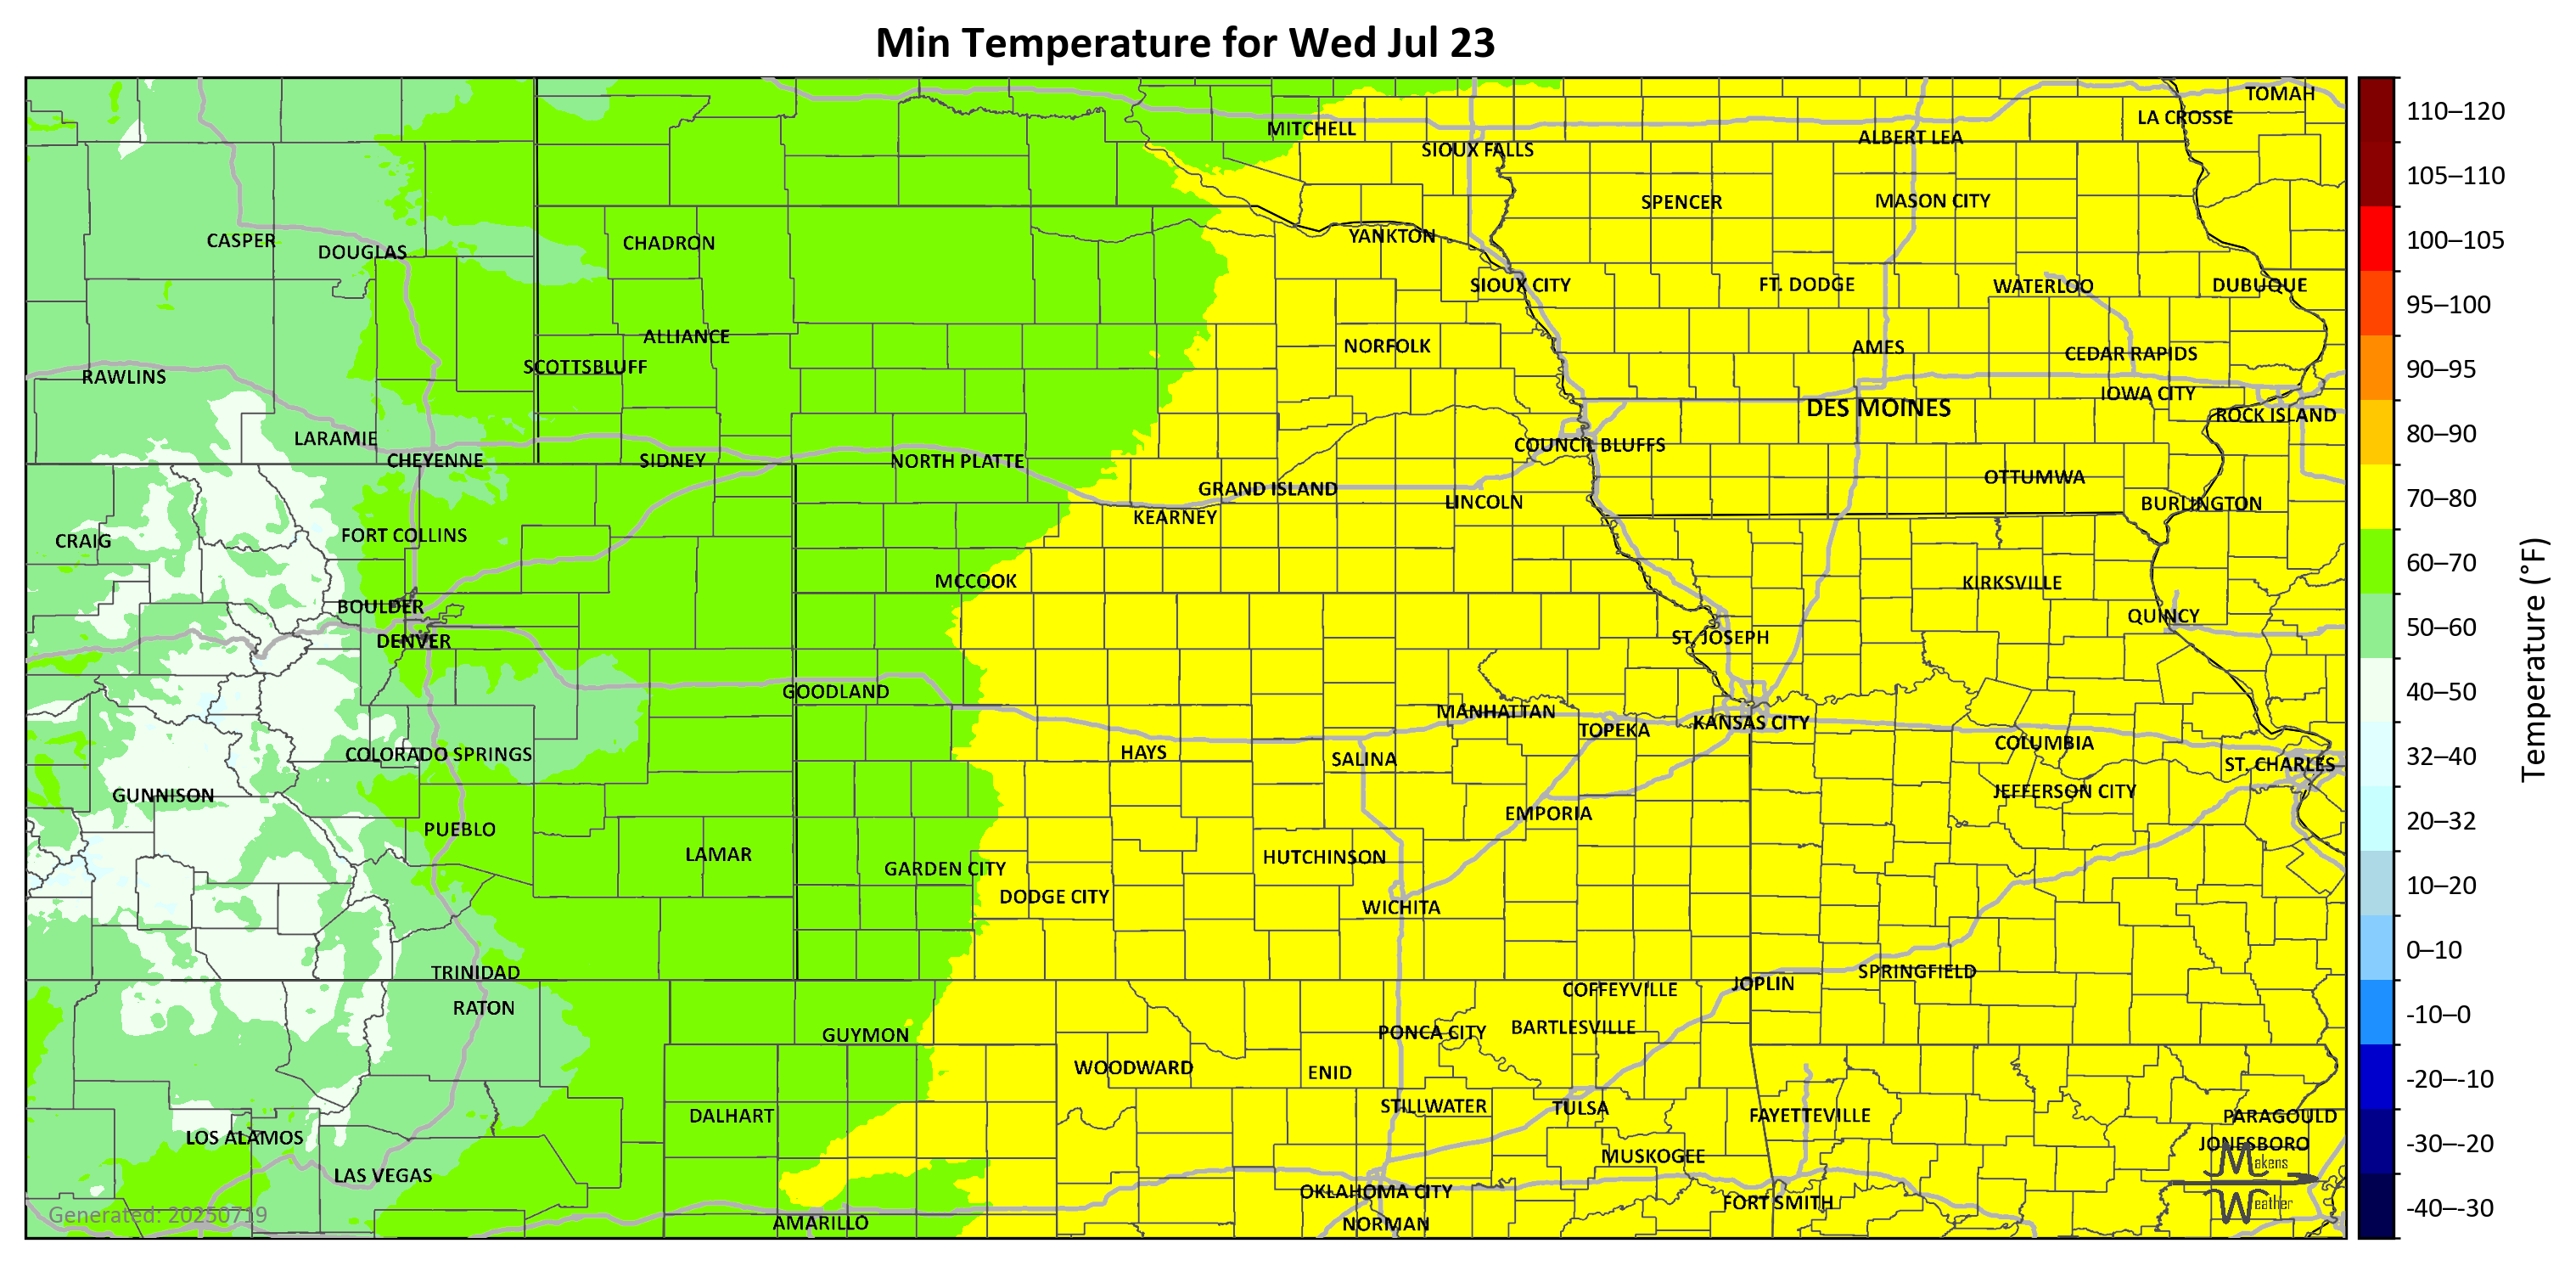 Min Temperature for Wed Jul 23
TOMAH
LA CROSSE
MITCHELL
ALBERT LEA
SIOUX FALLS
SPENCER
MASON CITY
CASPER
DOUGLAS
CHADRON
YANKTON
SIOUX CITY
FT. DODGE
WATERLOO
DUBUQUE
ALLIANCE
NORFOLK
AMES
CEDAR RAPIDS
SCOTTSBLUFF
RAWLINS
IOWA CITY
DES MOINES
ROCK ISLAND
LARAMIE
COUNCIL BLUFFS
CHEYENNE
SIDNEY
NORTH PLATTE
OTTUMWA
GRAND ISLAND
LINCOLN
BURLINGTON
KEARNEY
FORT COLLINS
CRAIG
MCCOOK
KIRKSVILLE
BOULDER
QUINCY
DENVER
ST. JOSEPH
GOODLAND
MANHATTAN
KANSAS CITY
TOPEKA
COLUMBIA
HAYS
COLORADO SPRINGS
SALINA
ST. CHARLES
JEFFERSON CITY
GUNNISON
EMPORIA
PUEBLO
LAMAR
HUTCHINSON
GARDEN CITY
DODGE CITY
WICHITA
TRINIDAD
SPRINGFIELD
JOPLIN
COFFEYVILLE
RATON
BARTLESVILLE
PONCA CITY
GUYMON
WOODWARD
ENID
STILLWATER
TULSA
DALHART
FAYETTEVILLE
PARAGOULD
LOS ALAMOS
JONESBORO
MUSKOGEE
LAS VEGAS
OKLAHOMA CITY
FORT SMITH
AMARILLO
NORMAN
Makens
Weather
Generated: 20250719
110–120
105–110
100–105
95–100
90–95
80–90
70–80
60–70
50–60
40–50
32–40
20–32
10–20
0–10
-10–0
-20–-10
-30–-20
-40–-30
Temperature (°F)